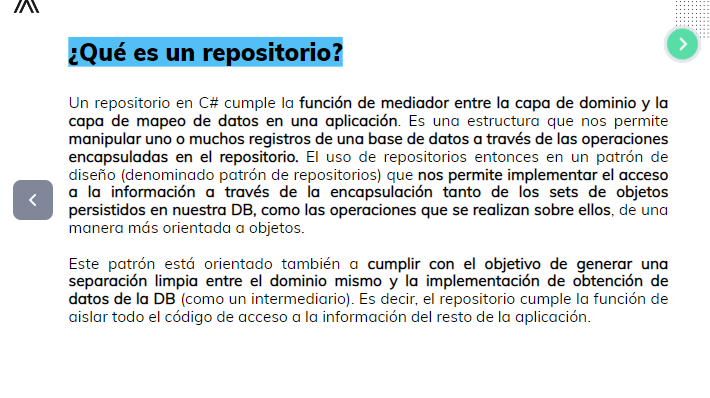 ¿Qué es un repositorio?
Un repositorio en C# cumple la función de mediador entre la capa de dominio y la
capa de mapeo de datos en una aplicación. Es una estructura que nos permite
manipular uno o muchos registros de una base de datos a través de las operaciones
encapsuladas en el repositorio. El uso de repositorios entonces en un patrón de
diseño (denominado patrón de repositorios) que nos permite implementar el acceso
a la información a través de la encapsulación tanto de los sets de objetos
persistidos en nuestra DB, como las operaciones que se realizan sobre ellos, de una
manera más orientada a objetos.
Este patrón está orientado también a cumplir con el objetivo de generar una
separación limpia entre el dominio mismo y la implementación de obtención de
datos de la DB (como un intermediario). Es decir, el repositorio cumple la función de
aislar todo el código de acceso a la información del resto de la aplicación.